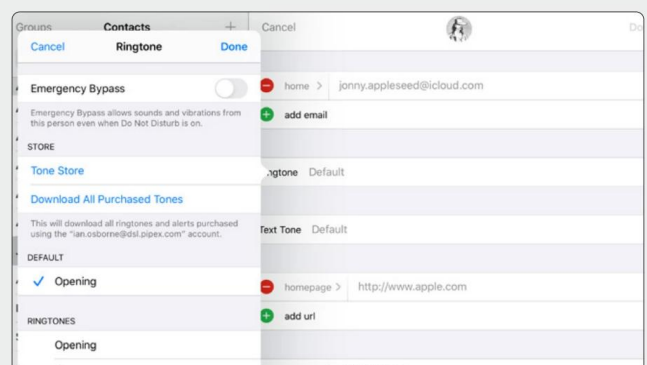 Groups Contacts +
Cancel Ringtone Done
Emergency Bypass
Emergency Bypass allows sounds and vibrations from
this person even when Do Not Disturb is on.
STORE
Tone Store
Download All Purchased Tones
This will download all ringtones and alerts purchased
using the "ian.osborne@dsl.pipex.com" account.
DEFAULT
Opening
RINGTONES
Opening
Cancel Do
home > jonny.appleseed@icloud.com
add email
ngtone Default
Text Tone Default
homepage > http://www.apple.com
add url